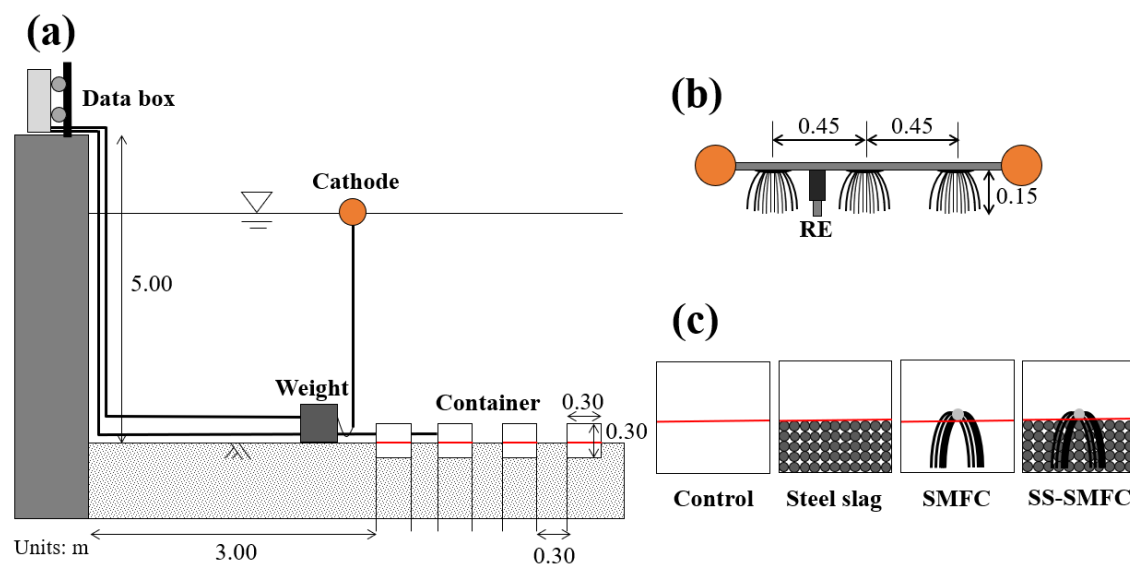 (a)
Data box
Cathode
5.00
Weight
Container
0.30
0.30
Units: m
3.00
0.30
(b)
0.45
0.45
0.15
RE
(c)
Control
Steel slag
SMFC
SS-SMFC